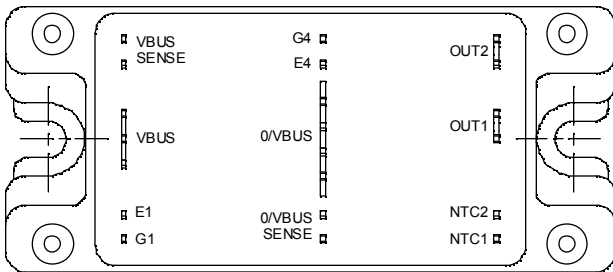 VBUS
SENSE
G4
E4
OUT2
VBUS
0/VBUS
OUT1
E1
G1
0/VBUS
SENSE
NTC2
NTC1